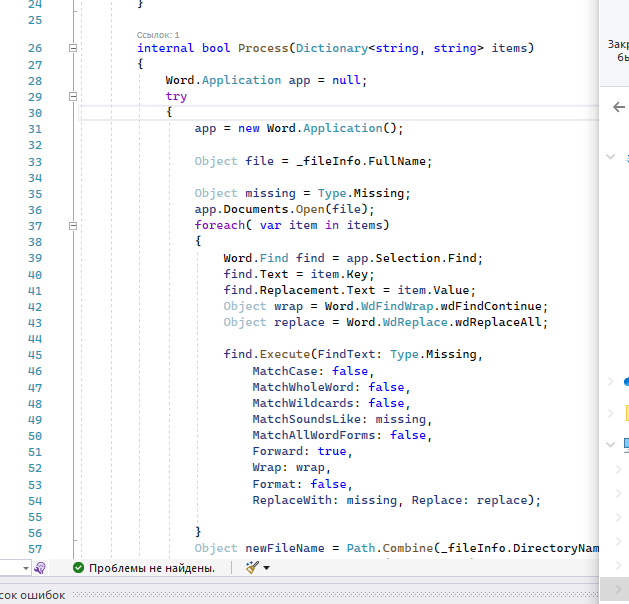 24 }
25
Ссылок: 1
26 internal bool Process(Dictionary<string, string> items)
27 {
28 Word.Application app = null;
29 try
30 {
31 app = new Word.Application();
32
33 Object file = _fileInfo.FullName;
34
35 Object missing = Type.Missing;
36 app.Documents.Open(file);
37 foreach( var item in items)
38 {
39 Word.Find find = app.Selection.Find;
40 find.Text = item.Key;
41 find.Replacement.Text = item.Value;
42 Object wrap = Word.WdFindWrap.wdFindContinue;
43 Object replace = Word.WdReplace.wdReplaceAll;
44
45 find.Execute(FindText: Type.Missing,
46 MatchCase: false,
47 MatchWholeWord: false,
48 MatchWildcards: false,
49 MatchSoundsLike: missing,
50 MatchAllWordForms: false,
51 Forward: true,
52 Wrap: wrap,
53 Format: false,
54 ReplaceWith: missing, Replace: replace);
55
56 }
57 Object newFileName = Path.Combine(_fileInfo.DirectoryNam
Проблемы не найдены.
сок ошибок
Закр
бы